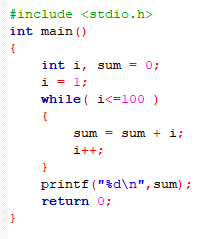 #include <stdio.h>
int main()
{
    int i, sum = 0;
    i = 1;
    while( i<=100 )
    {
        sum = sum + i;
        i++;
    }
    printf("%d\n",sum);
    return 0;
}